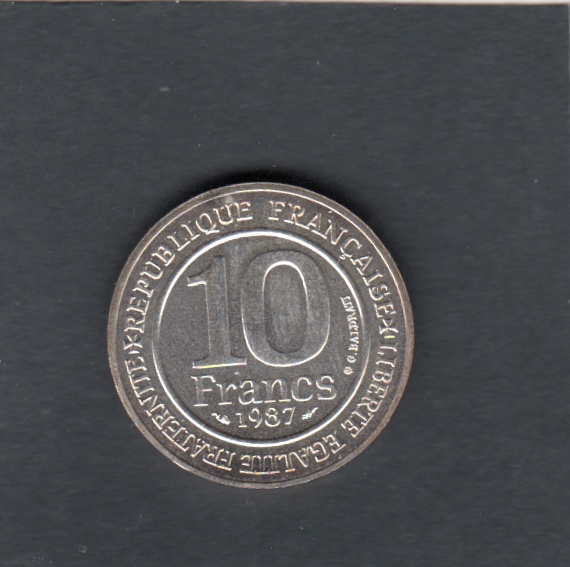 REPUBLIQUE FRANÇAISE
LIBERTE EGALITE FRATERNITE
10
Francs
1987